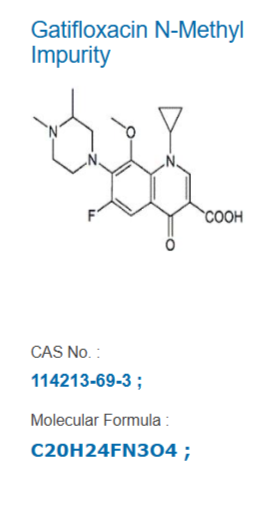 Gatifloxacin N-Methyl
Impurity
N
O
N
N
F
COOH
O
CAS No. :
114213-69-3 ;
Molecular Formula :
C20H24FN3O4 ;